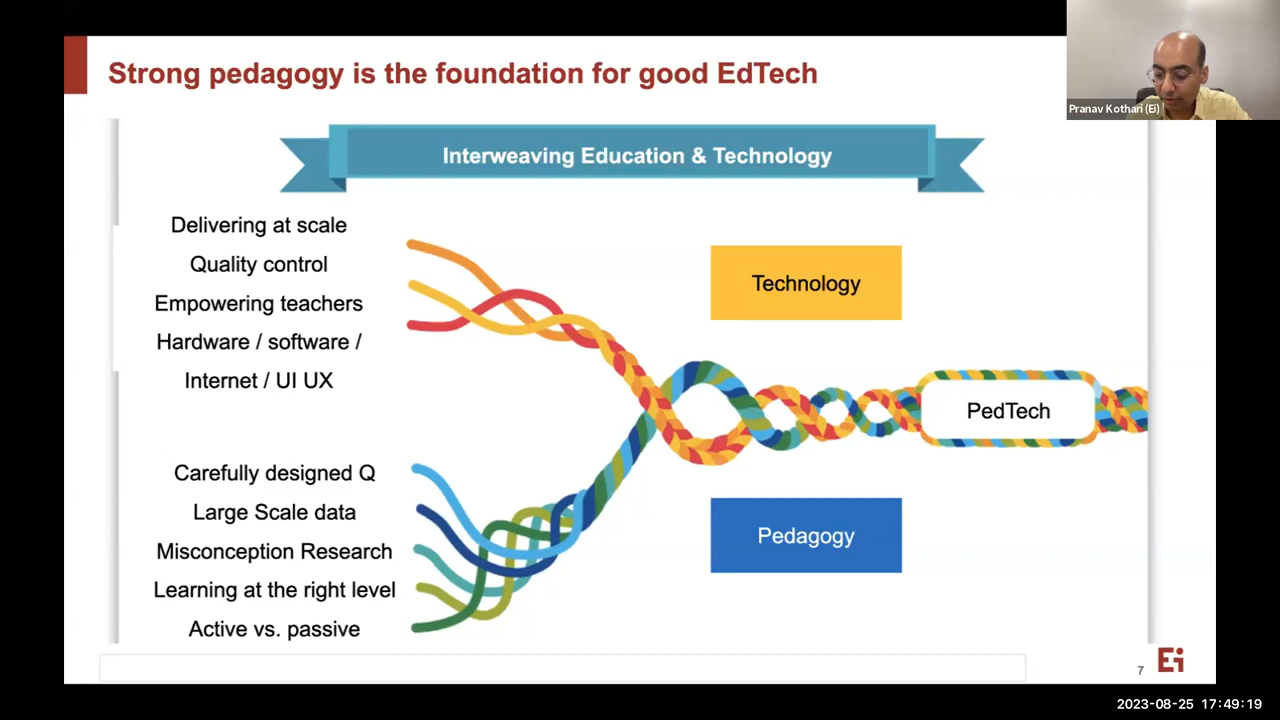 Strong pedagogy is the foundation for good EdTech
Pranav Kothari (Ei)
Interweaving Education & Technology
Delivering at scale
Quality control
Empowering teachers
Hardware / software /
Internet / UI UX
Technology
PedTech
Carefully designed Q
Large Scale data
Misconception Research
Learning at the right level
Active vs. passive
Pedagogy
7
Ei
2023-08-25 17:49:19